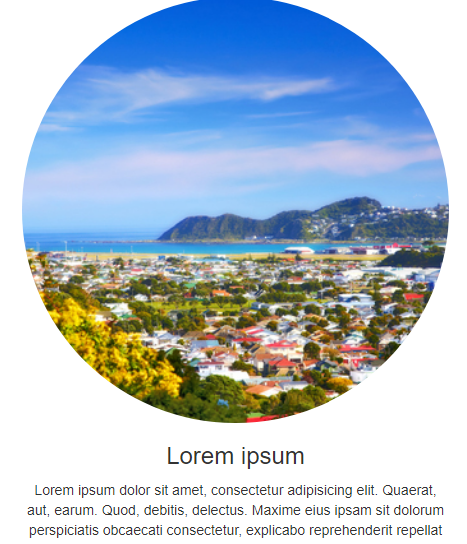 Lorem ipsum
Lorem ipsum dolor sit amet, consectetur adipisicing elit. Quaerat,
aut, earum. Quod, debitis, delectus. Maxime eius ipsam sit dolorum
perspiciatis obcaecati consectetur, explicabo reprehenderit repellat